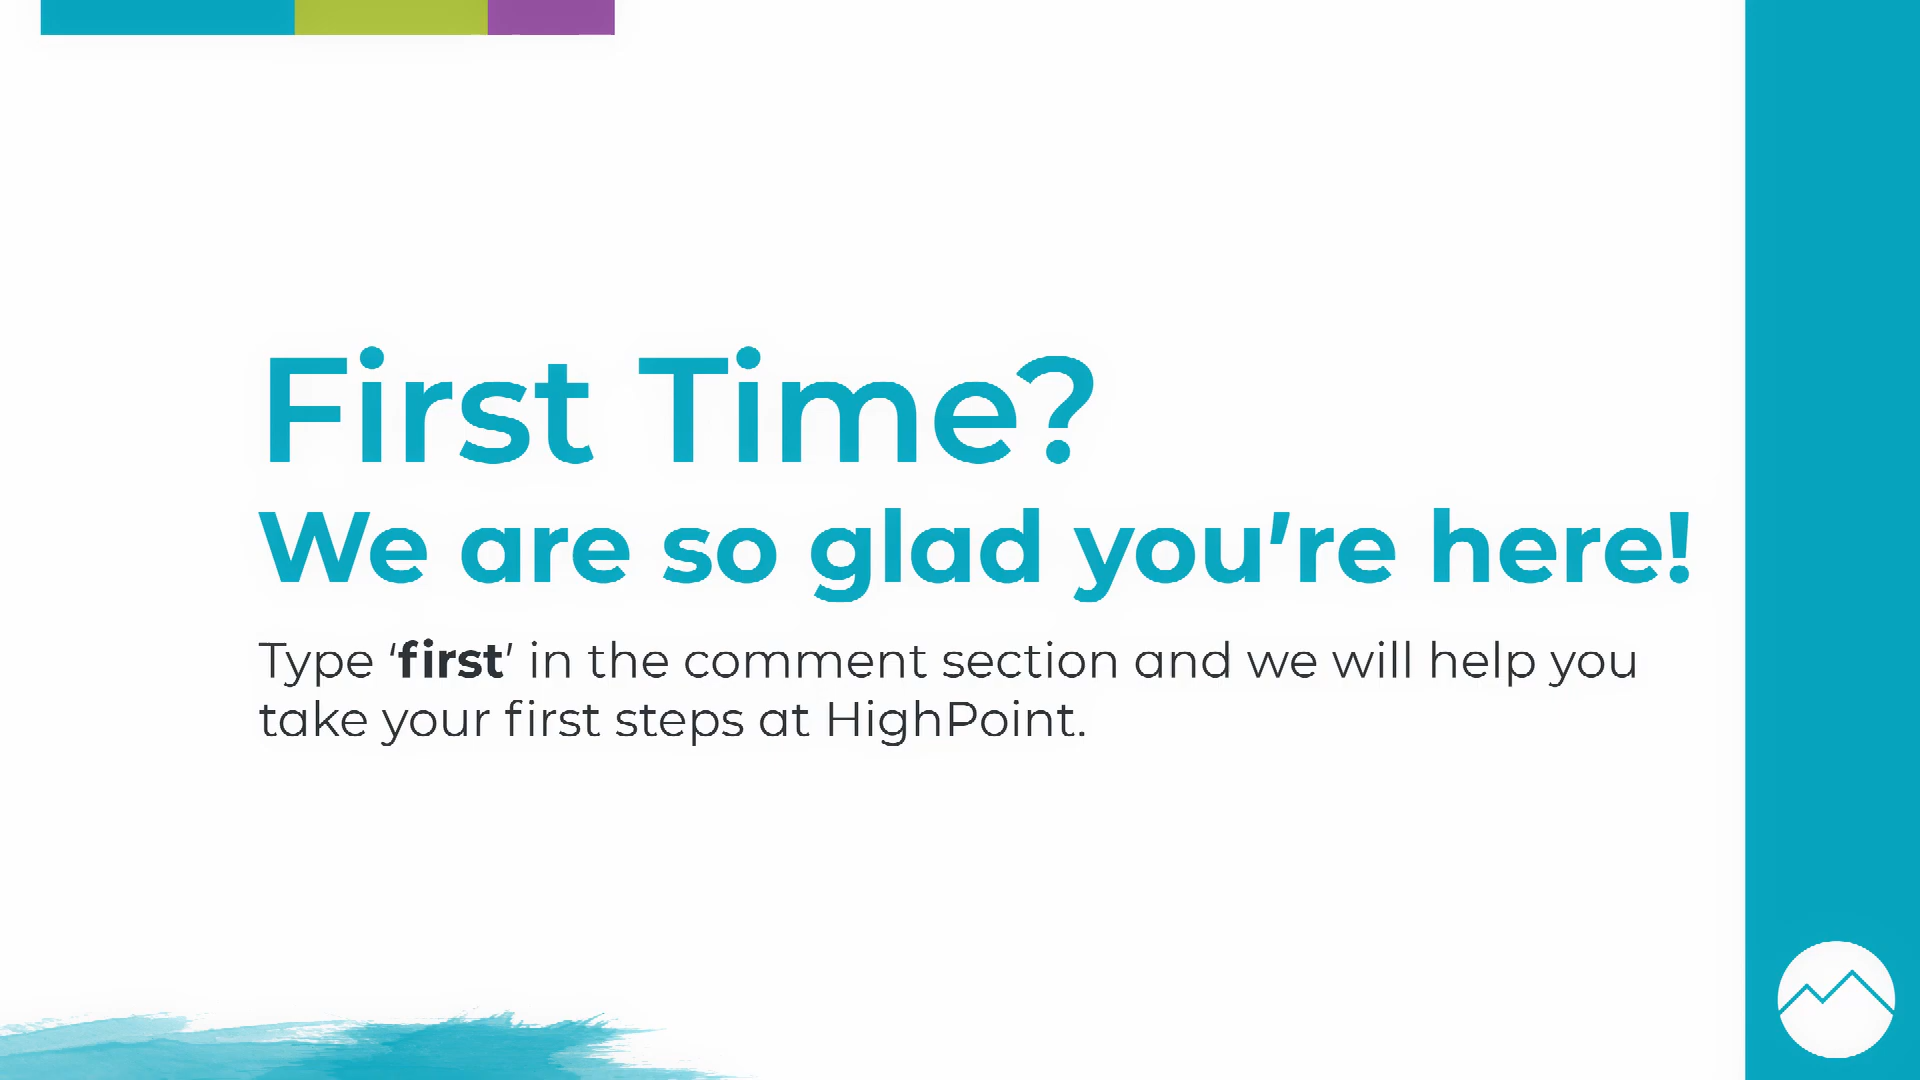 First Time?
We are so glad you're here!
Type ‘first’ in the comment section and we will help you
take your first steps at HighPoint.